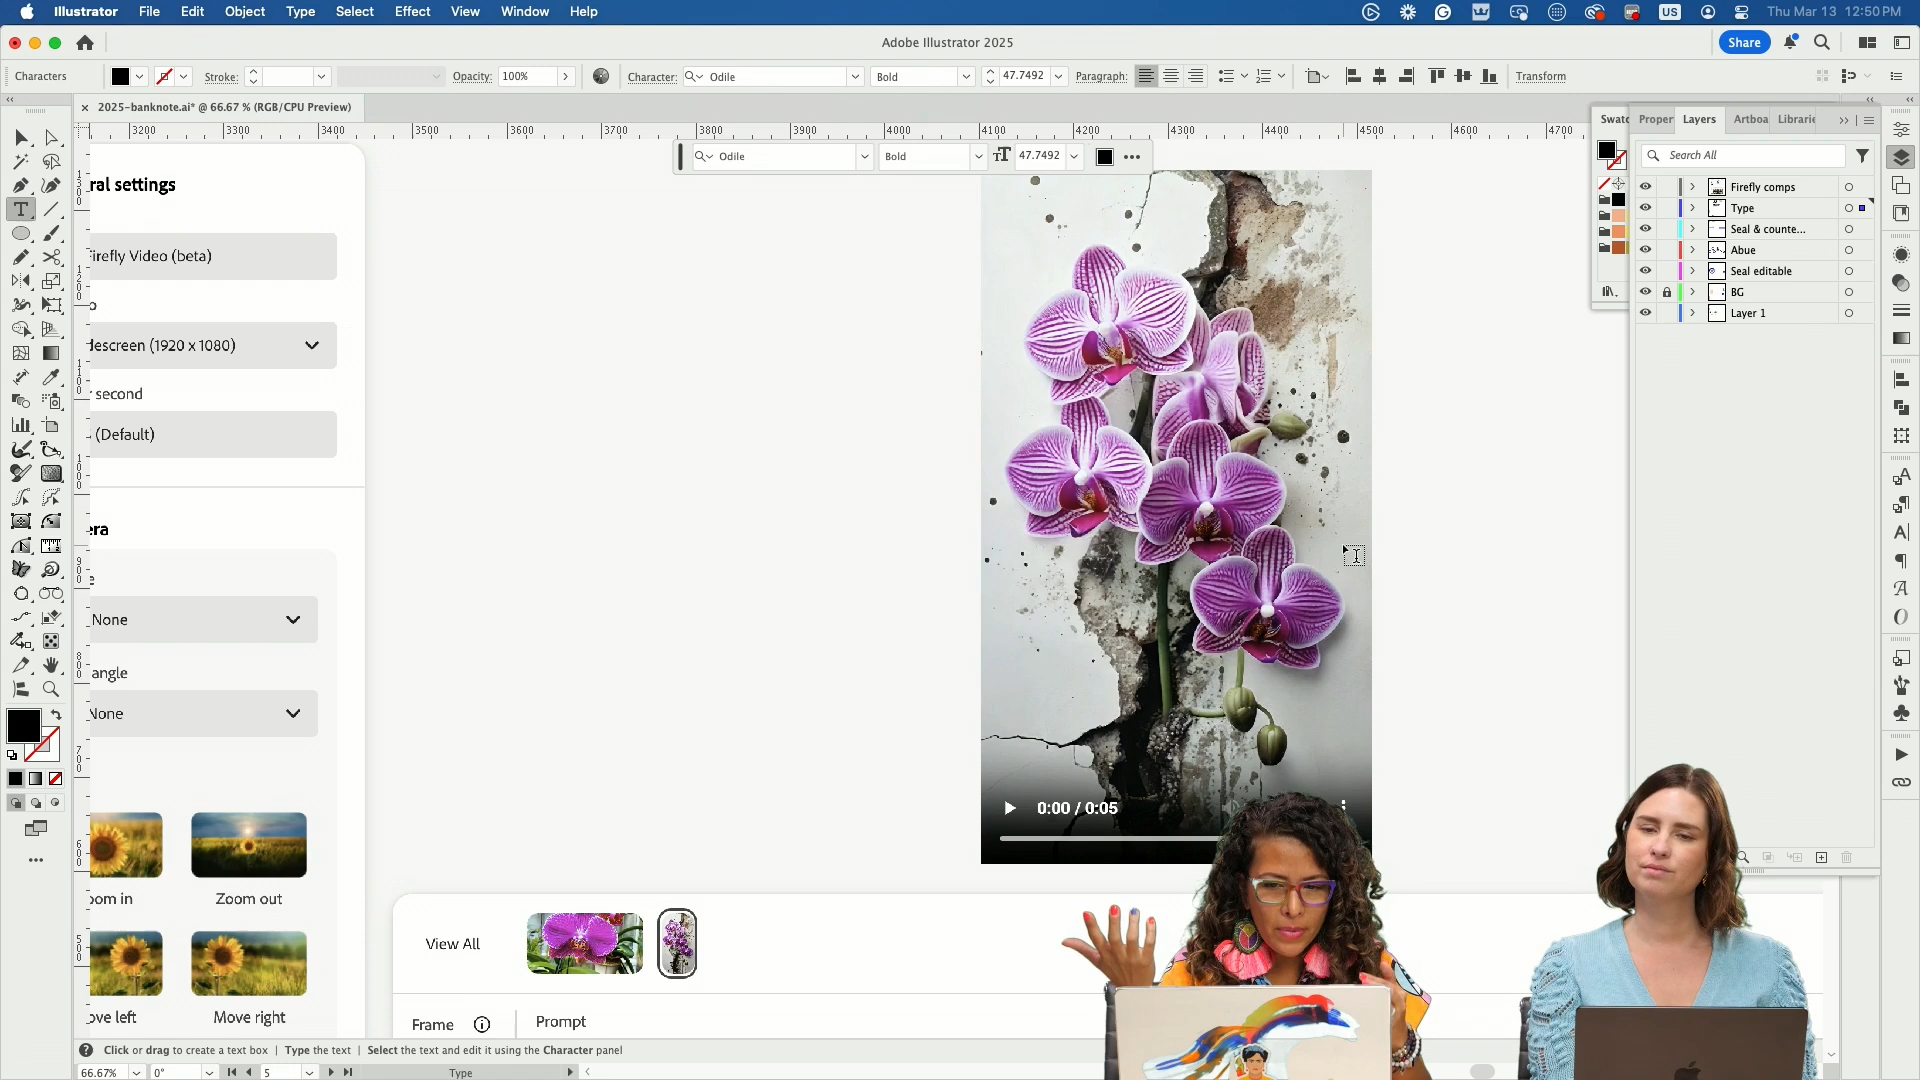 Illustrator File Edit Object Type Select Effect View Window Help
US Thu Mar 13 12:50 PM
Adobe Illustrator 2025
Share
Characters Stroke: Opacity: 100% Character: Odile Bold 47.7492 Paragraph: Transform
2025-banknote.ai* @ 66.67 % (RGB/CPU Preview)
3200 3300 3400 3500 3600 3700 3800 3900 4000 4100 4200 4300 4400 4500 4700
Odile Bold 47.7492
Swatc Proper Layers Artboa Librarie
Search All
Firefly comps
Type
Seal & counte...
Abue
Seal editable
BG
Layer 1
ral settings
Firefly Video (beta)
o
descreen (1920 x 1080)
r second
(Default)
era
e
None
angle
None
oom in
Zoom out
ove left
Move right
0:00 / 0:05
View All
Frame
Prompt
Click or drag to create a text box | Type the text | Select the text and edit it using the Character panel
66.67% 0° 5 Type